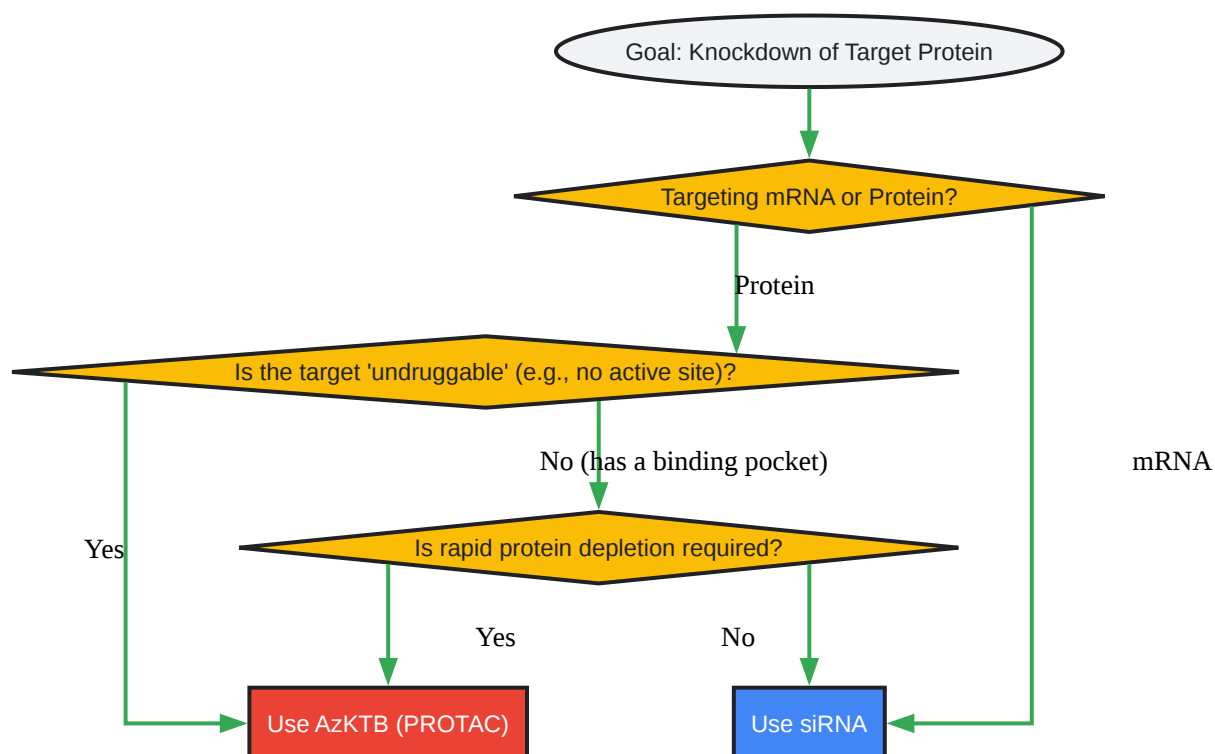 Goal: Knockdown of Target Protein
Targeting mRNA or Protein?
Protein
Is the target 'undruggable' (e.g., no active site)?
No (has a binding pocket)
mRNA
Is rapid protein depletion required?
Yes
Yes
No
Use AzKTB (PROTAC)
Use siRNA